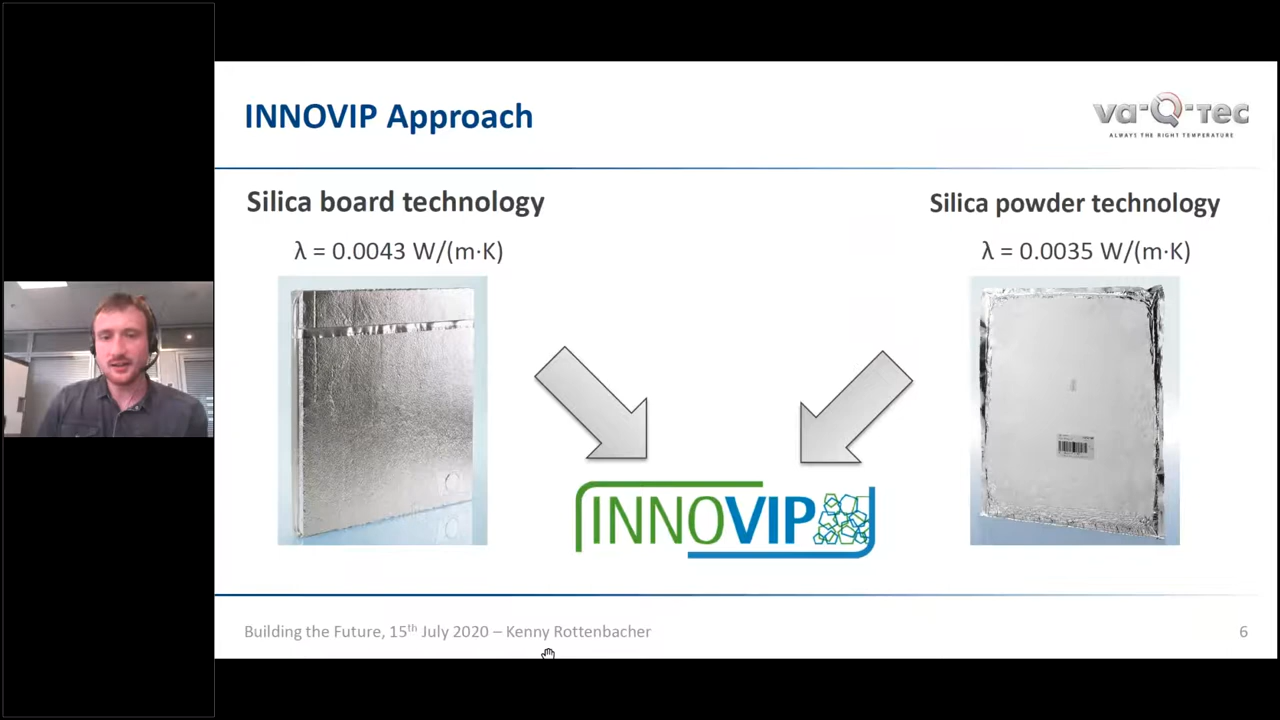 INNOVIP Approach
va-Q-tec
ALWAYS THE RIGHT TEMPERATURE
Silica board technology
λ = 0.0043 W/(m·K)
Silica powder technology
λ = 0.0035 W/(m·K)
INNOVIP
Building the Future, 15th July 2020 – Kenny Rottenbacher
6